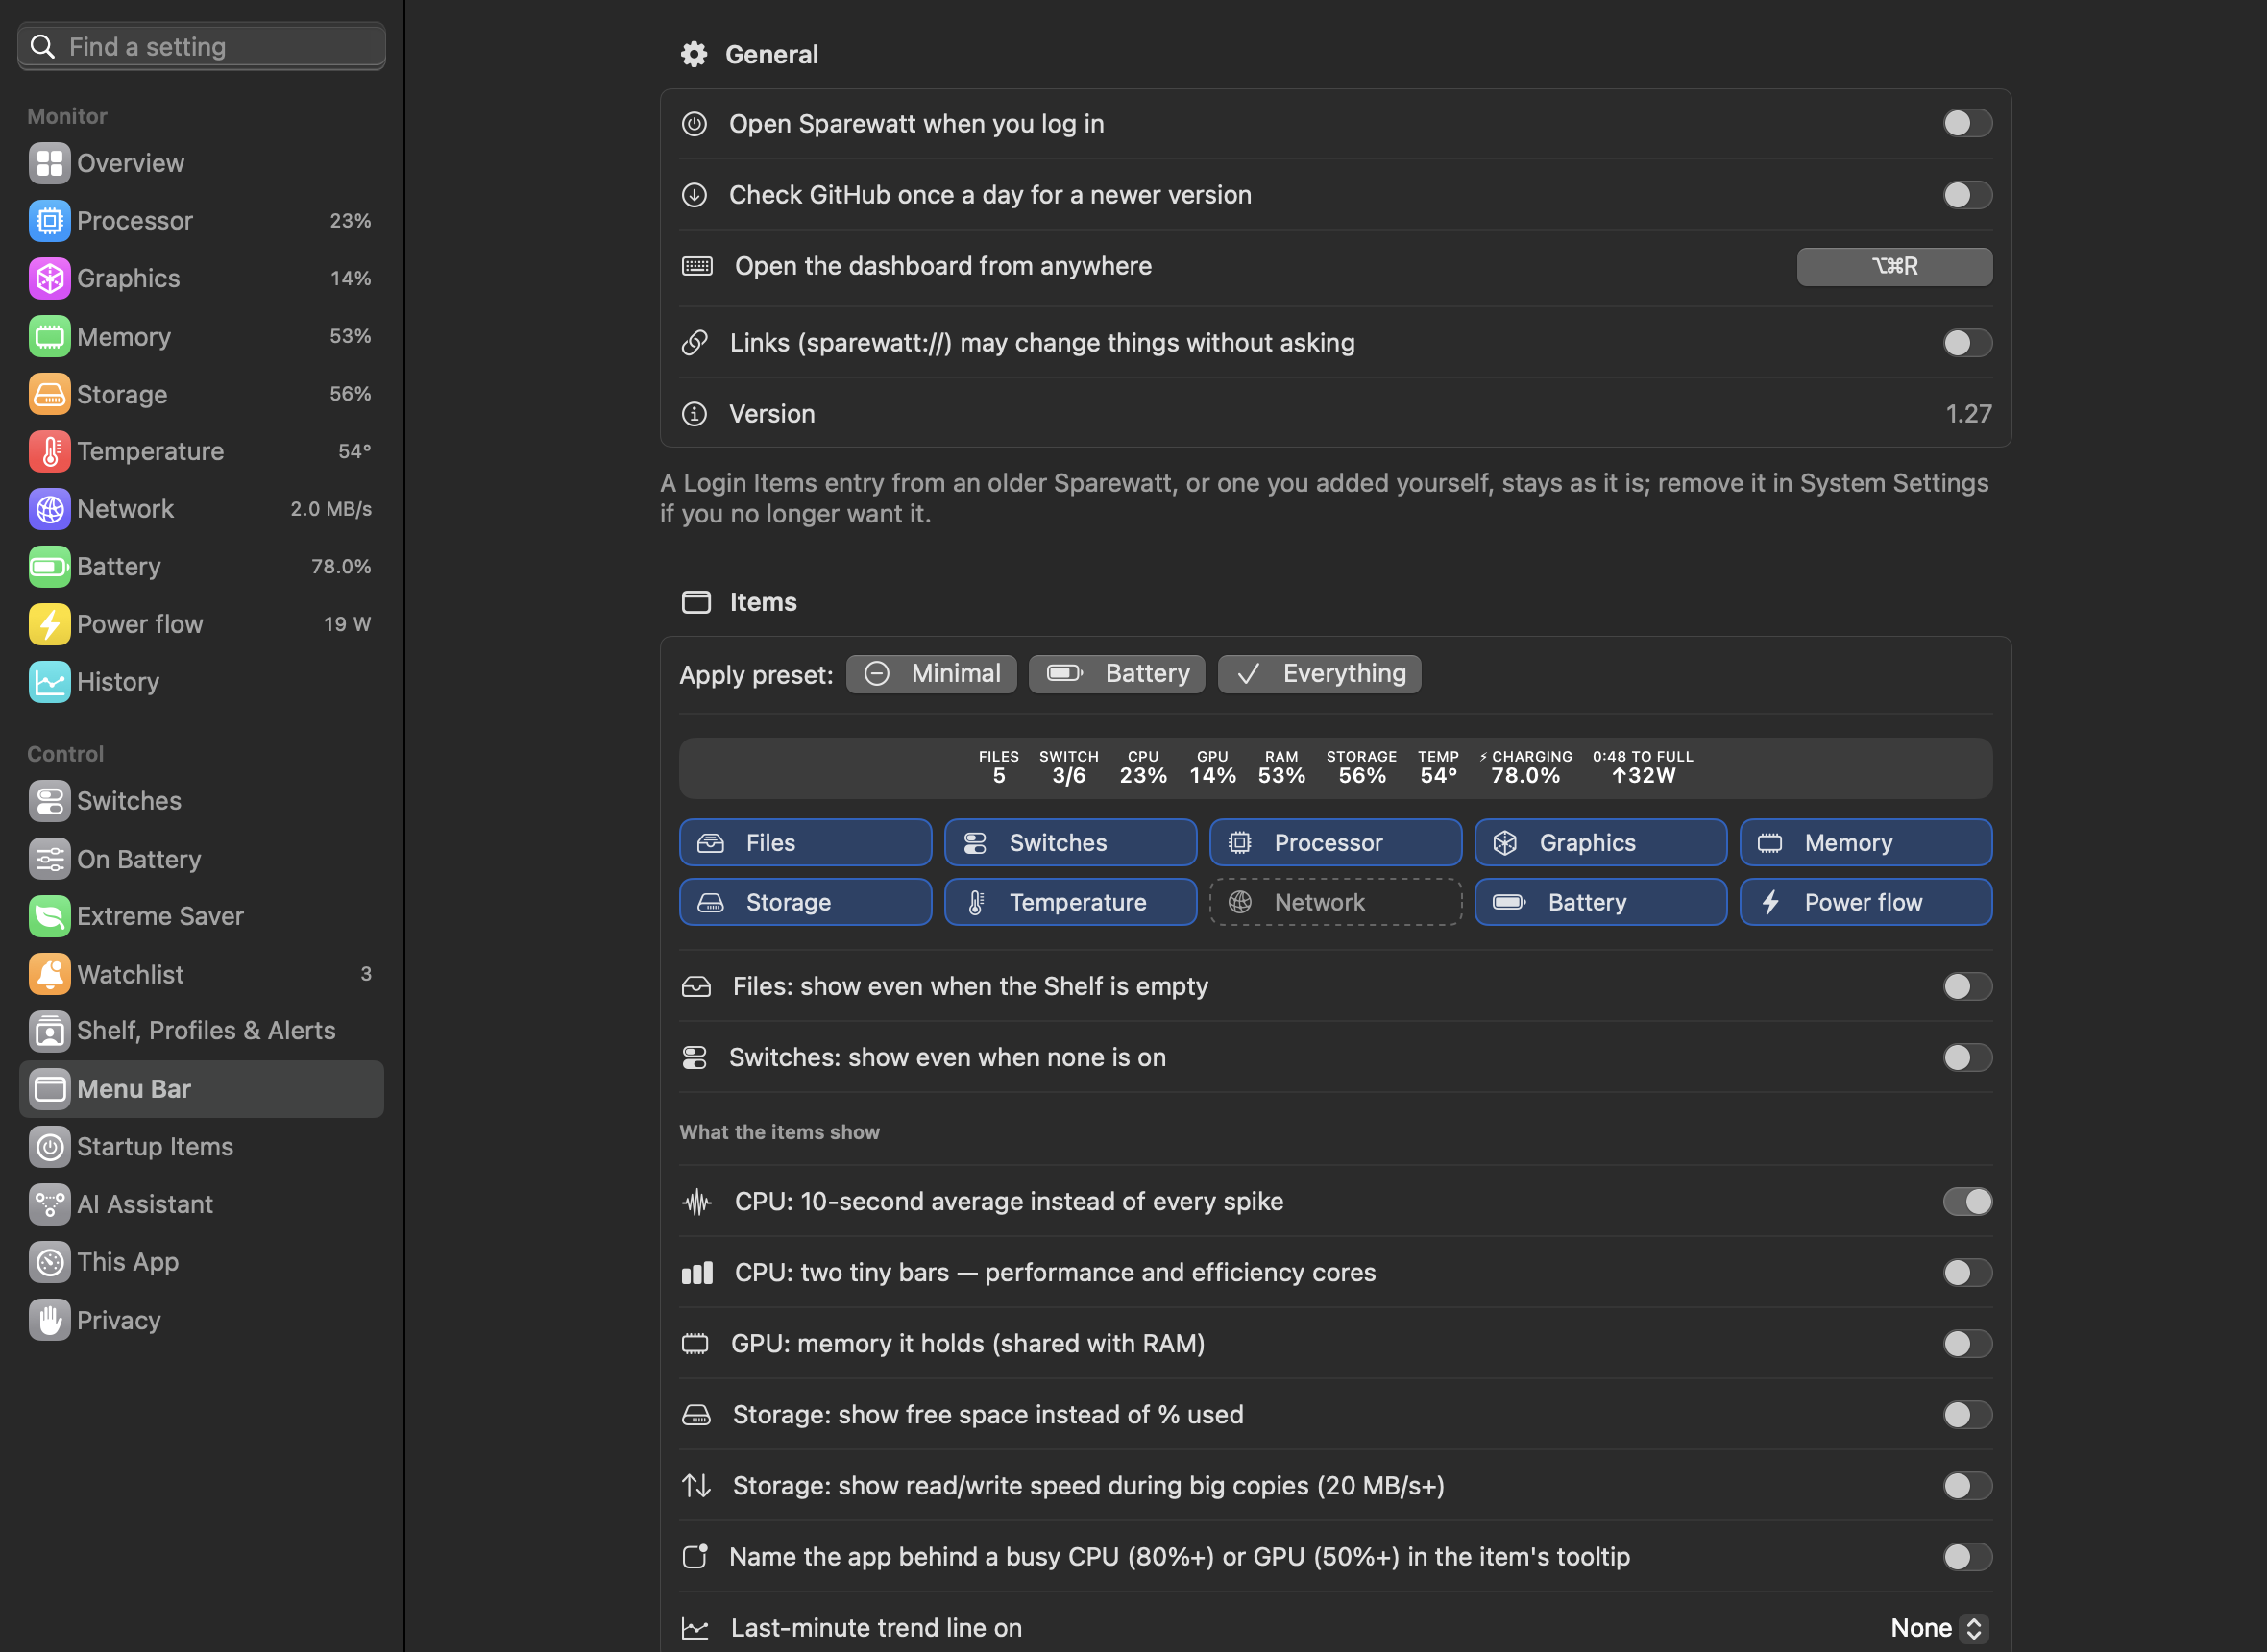 Find a setting
Monitor
Overview
Processor 23%
Graphics 14%
Memory 53%
Storage 56%
Temperature 54°
Network 2.0 MB/s
Battery 78.0%
Power flow 19 W
History
Control
Switches
On Battery
Extreme Saver
Watchlist 3
Shelf, Profiles & Alerts
Menu Bar
Startup Items
AI Assistant
This App
Privacy
General
Open Sparewatt when you log in
Check GitHub once a day for a newer version
Open the dashboard from anywhere ⌥⌘R
Links (sparewatt://) may change things without asking
Version 1.27
A Login Items entry from an older Sparewatt, or one you added yourself, stays as it is; remove it in System Settings
if you no longer want it.
Items
Apply preset: Minimal Battery Everything
FILES SWITCH CPU GPU RAM STORAGE TEMP ⚡ CHARGING 0:48 TO FULL
5 3/6 23% 14% 53% 56% 54° 78.0% ↑32W
Files Switches Processor Graphics Memory
Storage Temperature Network Battery Power flow
Files: show even when the Shelf is empty
Switches: show even when none is on
What the items show
CPU: 10-second average instead of every spike
CPU: two tiny bars — performance and efficiency cores
GPU: memory it holds (shared with RAM)
Storage: show free space instead of % used
Storage: show read/write speed during big copies (20 MB/s+)
Name the app behind a busy CPU (80%+) or GPU (50%+) in the item's tooltip
Last-minute trend line on None